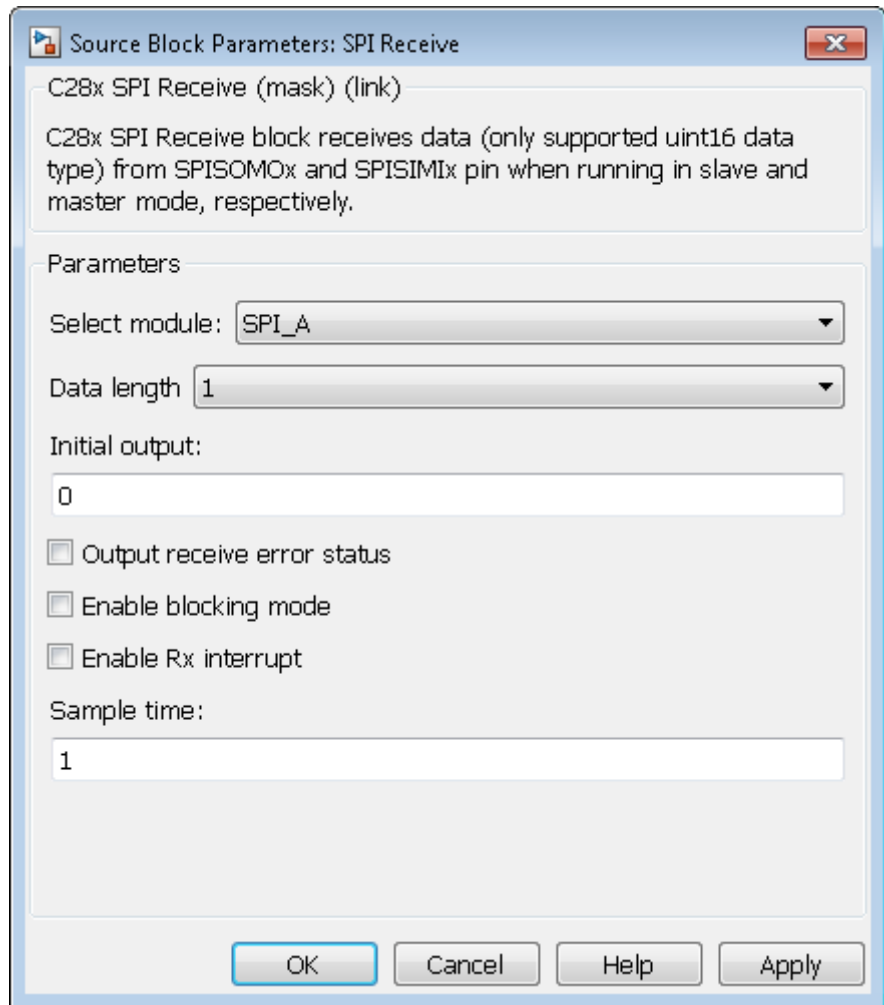 Source Block Parameters: SPI Receive
C28x SPI Receive (mask) (link)
C28x SPI Receive block receives data (only supported uint16 data
type) from SPISOMOx and SPISIMIx pin when running in slave and
master mode, respectively.
Parameters
Select module: SPI_A
Data length 1
Initial output:
0
Output receive error status
Enable blocking mode
Enable Rx interrupt
Sample time:
1
OK Cancel Help Apply